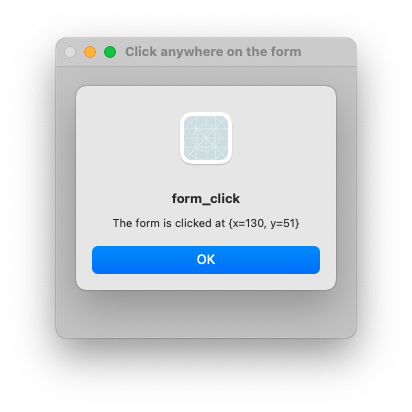 Click anywhere on the form
form_click
The form is clicked at {x=130, y=51}
OK